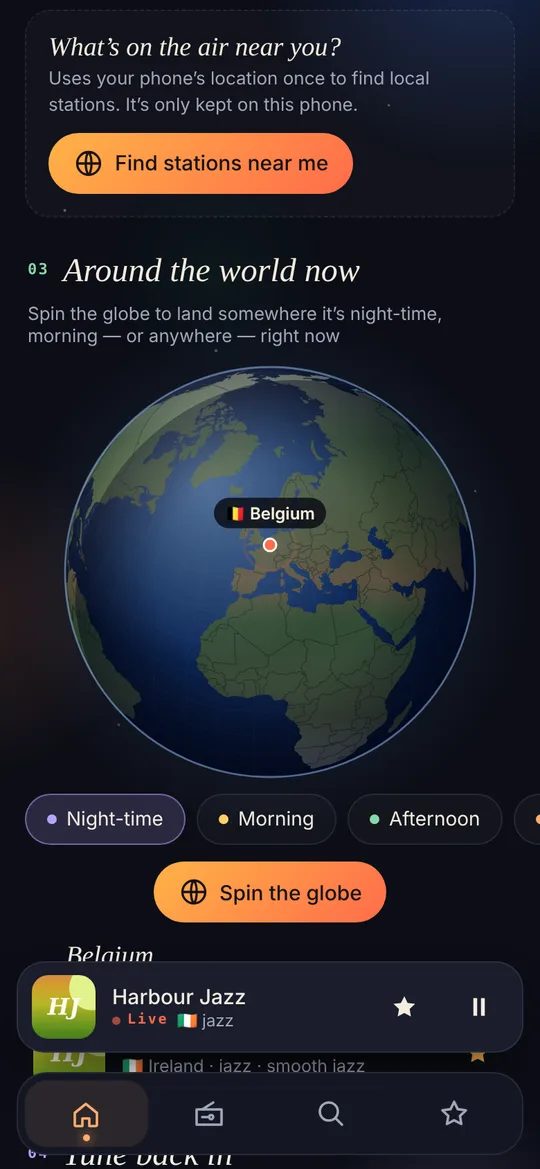 What’s on the air near you?
Uses your phone’s location once to find local
stations. It’s only kept on this phone.
Find stations near me
03 Around the world now
Spin the globe to land somewhere it’s night-time,
morning — or anywhere — right now
Belgium
Night-time
Morning
Afternoon
Spin the globe
Belgium
HJ
Harbour Jazz
Live jazz
HJ
Ireland · jazz · smooth jazz
04 Tune back in